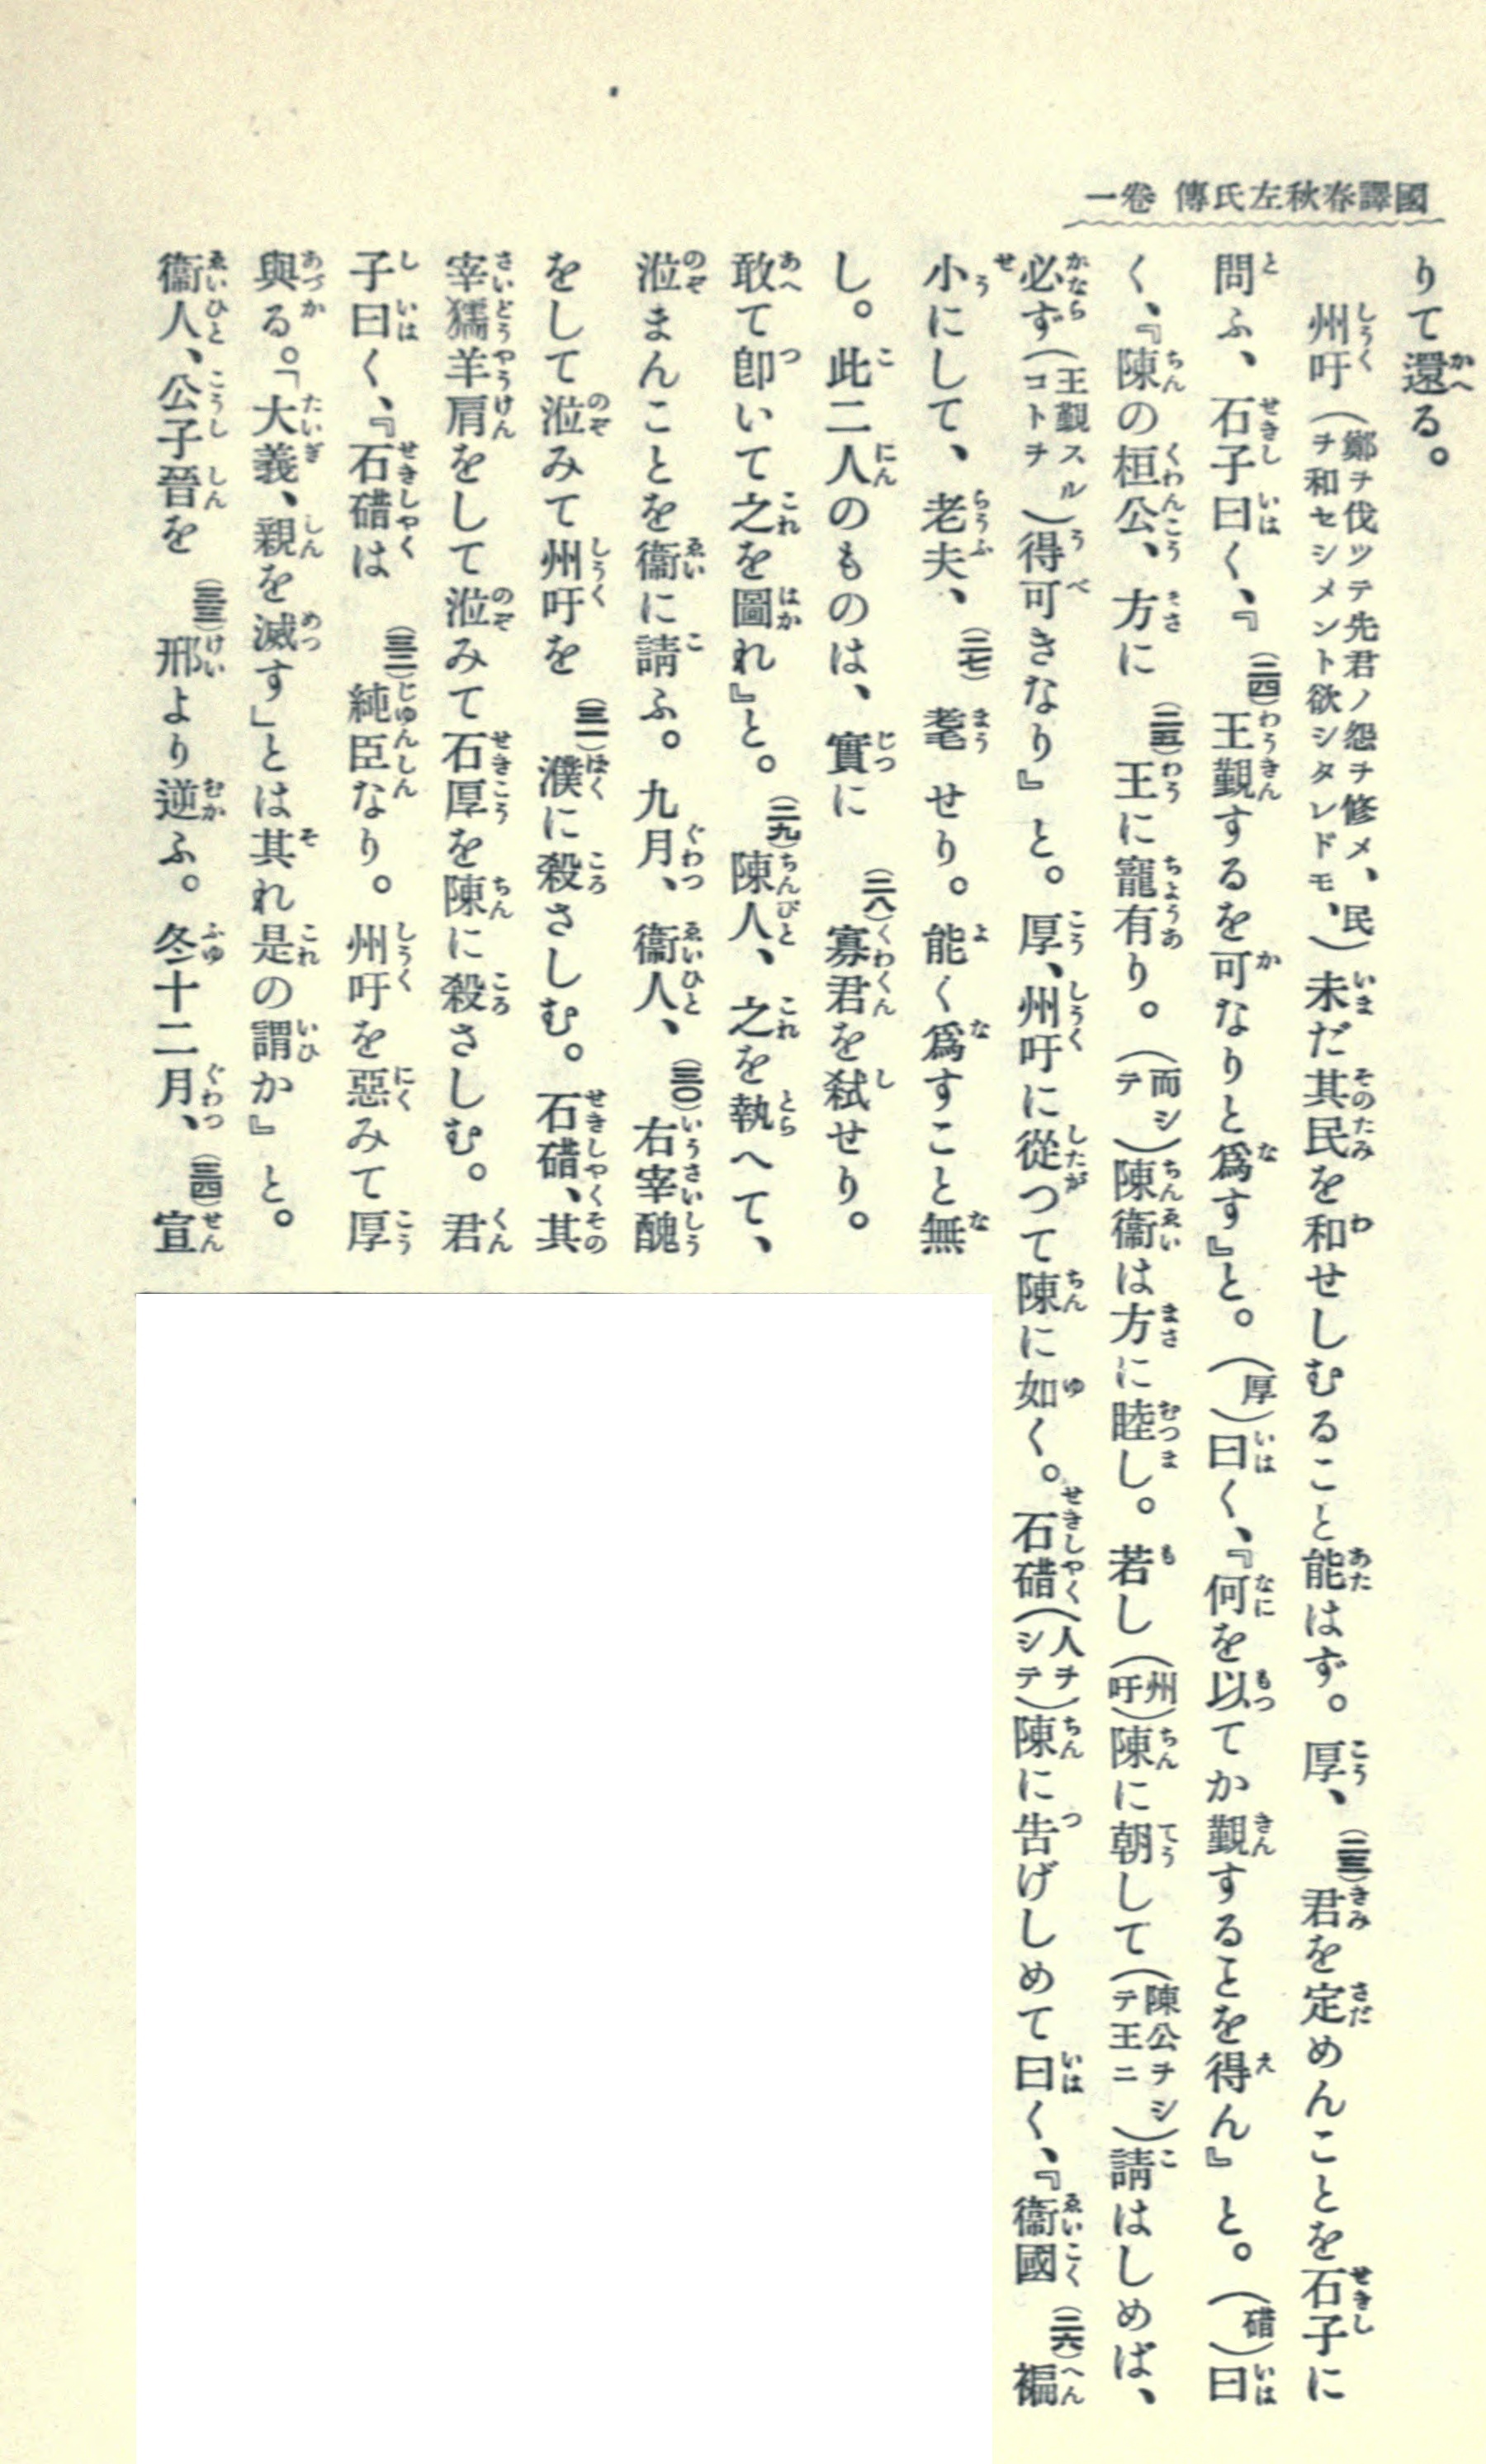 國譯春秋左氏傳 卷一
りて還る。
州吁（鄭ヲ伐ツテ先君ノ怨ヲ修メ、民ヲ和セシメント欲シタレドモ、）未だ其民を和せしむること能はず。厚、（二三）君を定めんことを石子に
問ふ、石子曰く、『（二四）王覲するを可なりと爲す』と。（厚）曰く、『何を以てか覲することを得ん』と。（碏）曰
く、『陳の桓公、方に（二五）王に寵有り。（而シテ）陳衞は方に睦し。若し（州吁）陳に朝して（陳公ヲシテ王ニ）請はしめば、
必ず（王覲スルコトヲ）得可きなり』と。厚、州吁に從つて陳に如く。石碏（人ヲシテ）陳に告げしめて曰く、『衞國（二六）褊
小にして、老夫、（二七）耄せり。能く爲すこと無
し。此二人のものは、實に（二八）寡君を弑せり。
敢て卽いて之を圖れ』と。（二九）陳人、之を執へて、
涖まんことを衞に請ふ。九月、衞人、（三〇）右宰醜
をして涖みて州吁を（三一）濮に殺さしむ。石碏、其
宰獳羊肩をして涖みて石厚を陳に殺さしむ。君
子曰く、『石碏は（三二）純臣なり。州吁を惡みて厚
與る。「大義、親を滅す」とは其れ是の謂か』と。
衞人、公子晉を（三三）邢より逆ふ。冬十二月、（三四）宣